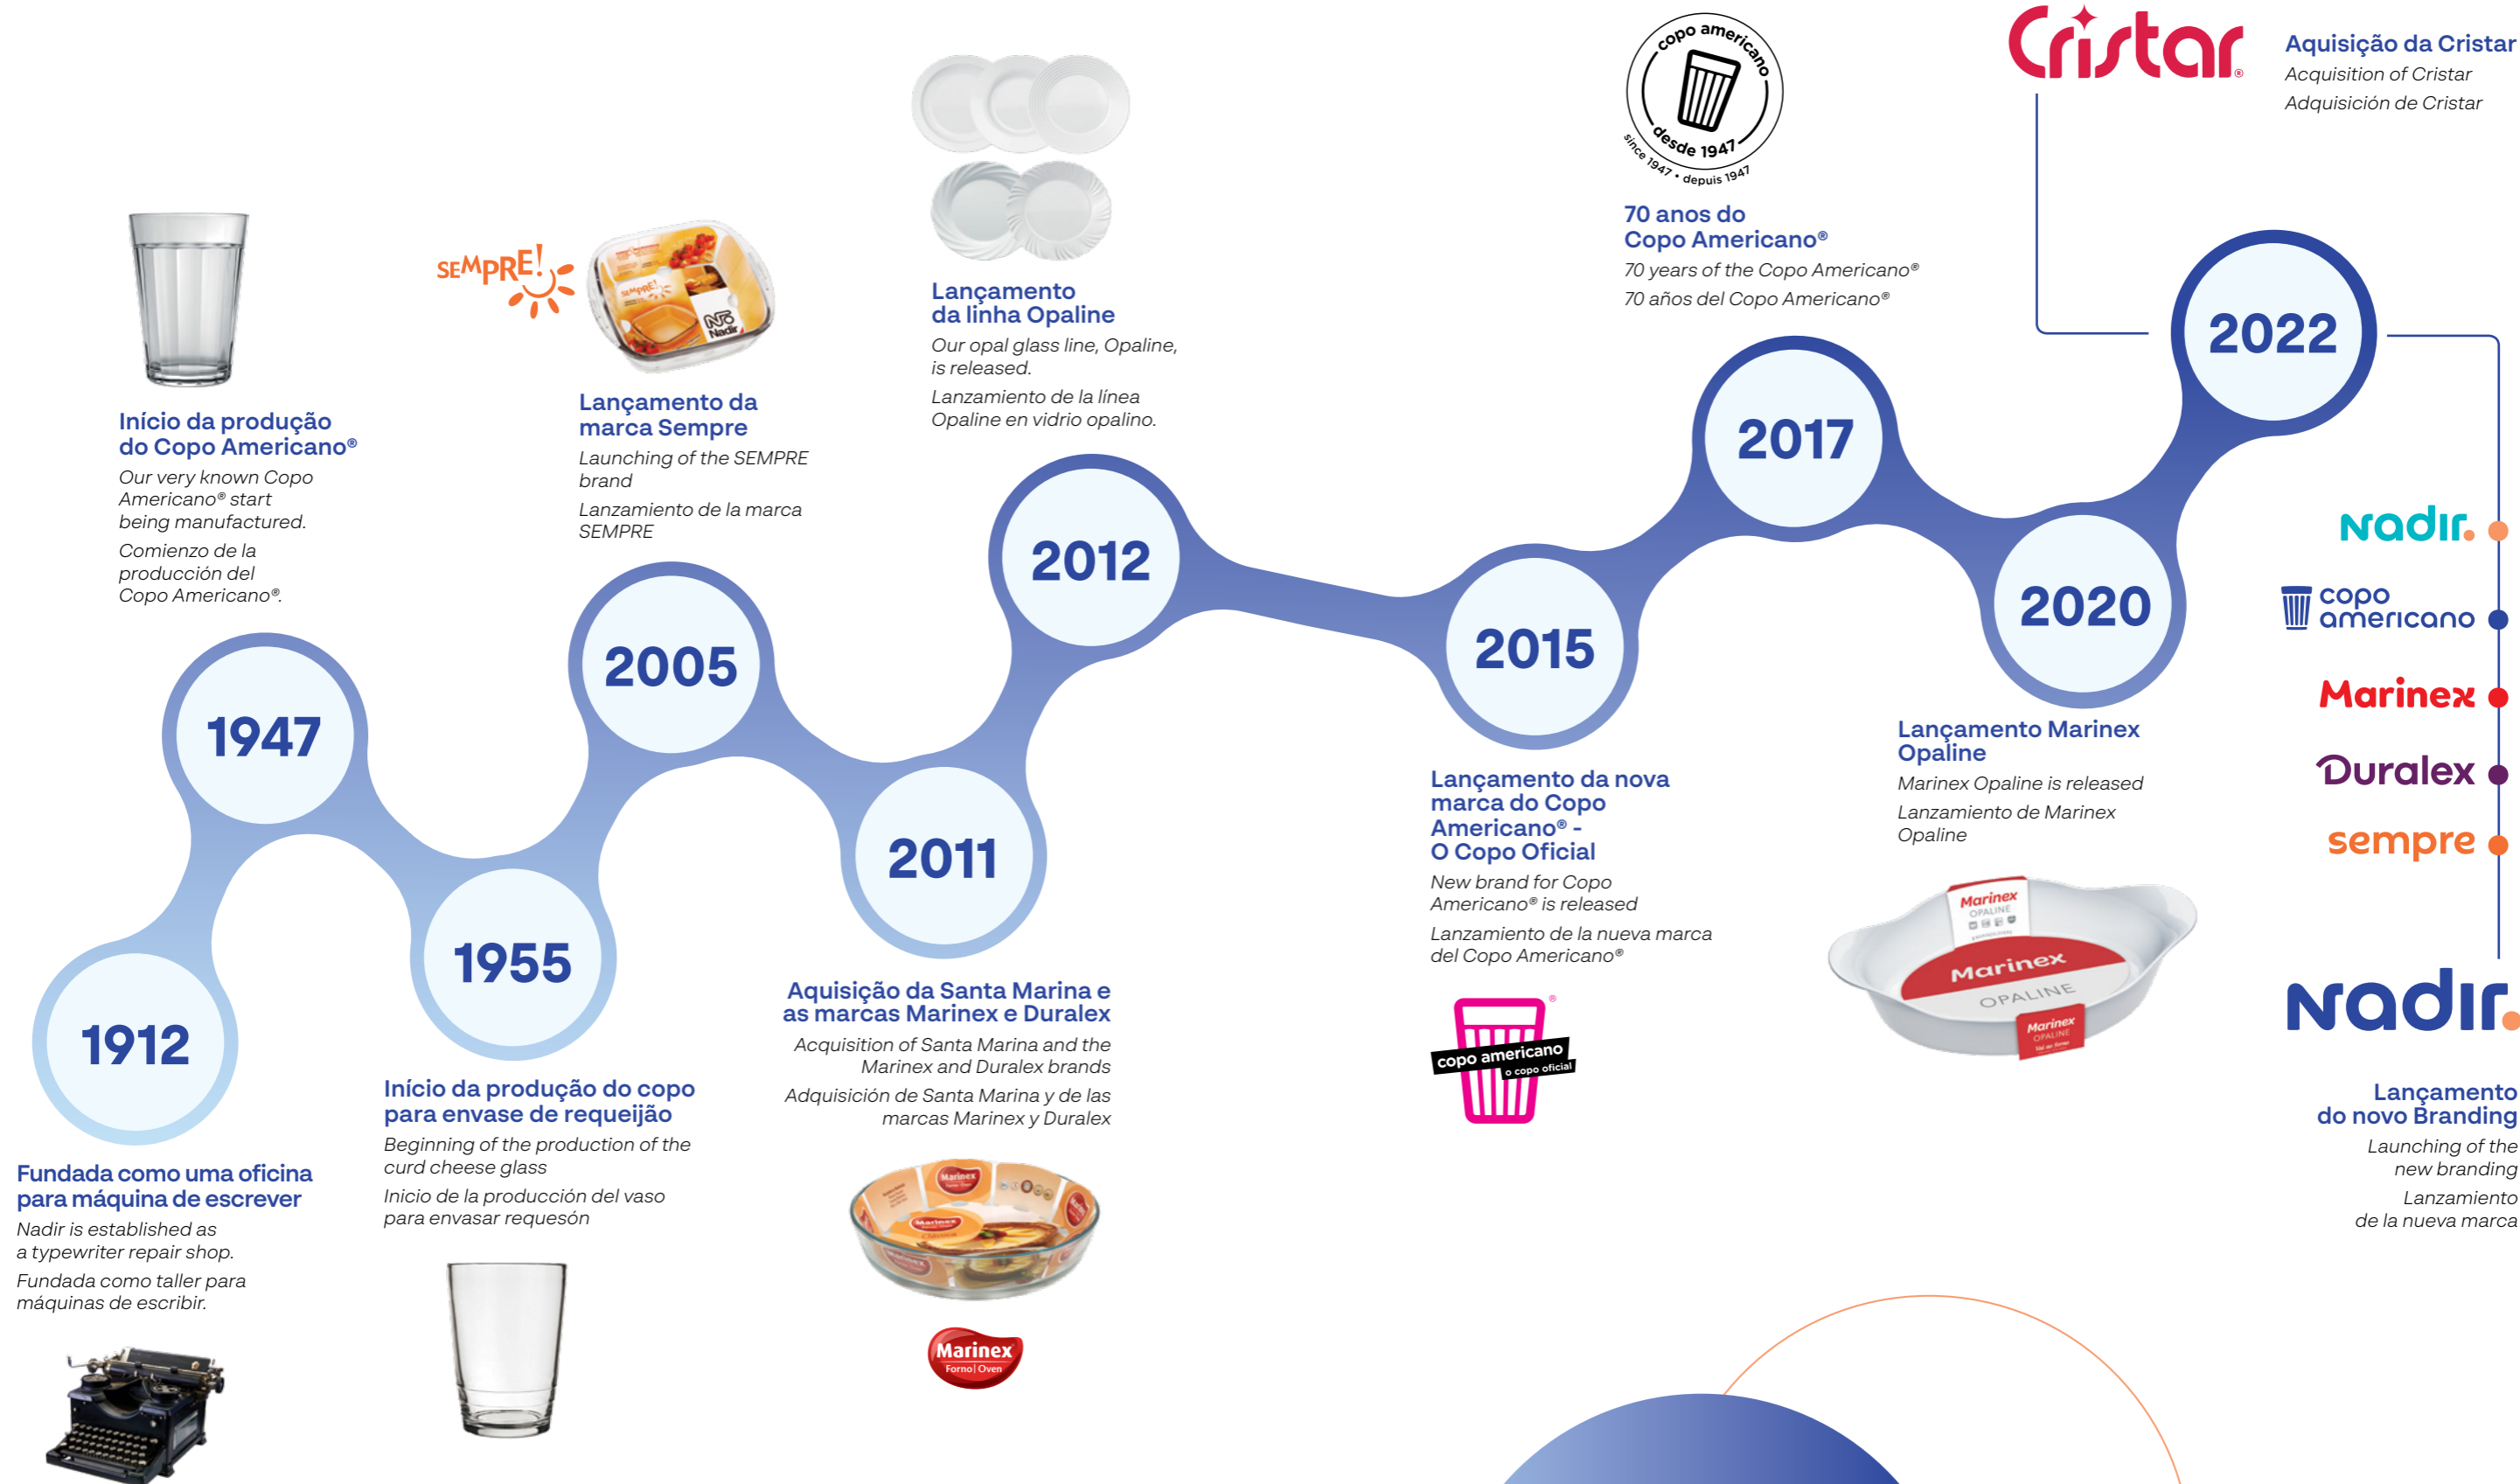 1912
Fundada como uma oficina
para máquina de escrever
Nadir is established as
a typewriter repair shop.
Fundada como taller para
máquinas de escribir.
Início da produção
do Copo Americano®
Our very known Copo
Americano® start
being manufactured.
Comienzo de la
producción del
Copo Americano®.
1947
1955
Início da produção do copo
para envase de requeijão
Beginning of the production of the
curd cheese glass
Inicio de la producción del vaso
para envasar requesón
SEMPRE!
SEMPRE!
Nadir
Lançamento da
marca Sempre
Launching of the SEMPRE
brand
Lanzamiento de la marca
SEMPRE
2005
2011
Aquisição da Santa Marina e
as marcas Marinex e Duralex
Acquisition of Santa Marina and the
Marinex and Duralex brands
Adquisición de Santa Marina y de las
marcas Marinex y Duralex
Marinex
Marinex
Marinex
Forno | Oven
Lançamento
da linha Opaline
Our opal glass line, Opaline,
is released.
Lanzamiento de la línea
Opaline en vidrio opalino.
2012
2015
Lançamento da nova
marca do Copo
Americano® -
O Copo Oficial
New brand for Copo
Americano® is released
Lanzamiento de la nueva marca
del Copo Americano®
®
copo americano
o copo oficial
copo americano
desde 1947
since 1947 • depuis 1947
70 anos do
Copo Americano®
70 years of the Copo Americano®
70 años del Copo Americano®
2017
2020
Lançamento Marinex
Opaline
Marinex Opaline is released
Lanzamiento de Marinex
Opaline
Marinex
OPALINE
Marinex
OPALINE
Marinex
OPALINE
Cristar®
Aquisição da Cristar
Acquisition of Cristar
Adquisición de Cristar
2022
Nadir.
copo
americano
Marinex
Duralex
sempre
Nadir.
Lançamento
do novo Branding
Launching of the
new branding
Lanzamiento
de la nueva marca